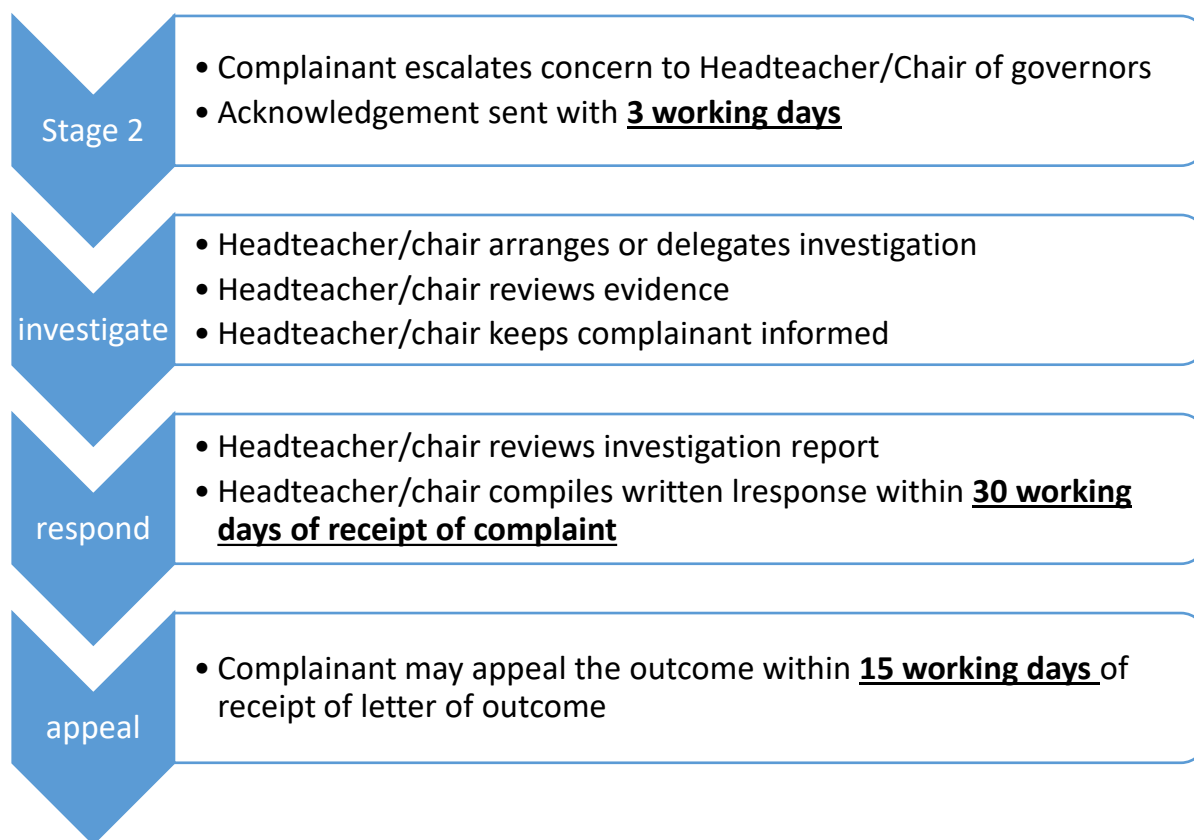 Stage 2
• Complainant escalates concern to Headteacher/Chair of governors
• Acknowledgement sent with 3 working days
investigate
• Headteacher/chair arranges or delegates investigation
• Headteacher/chair reviews evidence
• Headteacher/chair keeps complainant informed
respond
• Headteacher/chair reviews investigation report
• Headteacher/chair compiles written lresponse within 30 working
days of receipt of complaint
appeal
• Complainant may appeal the outcome within 15 working days of
receipt of letter of outcome